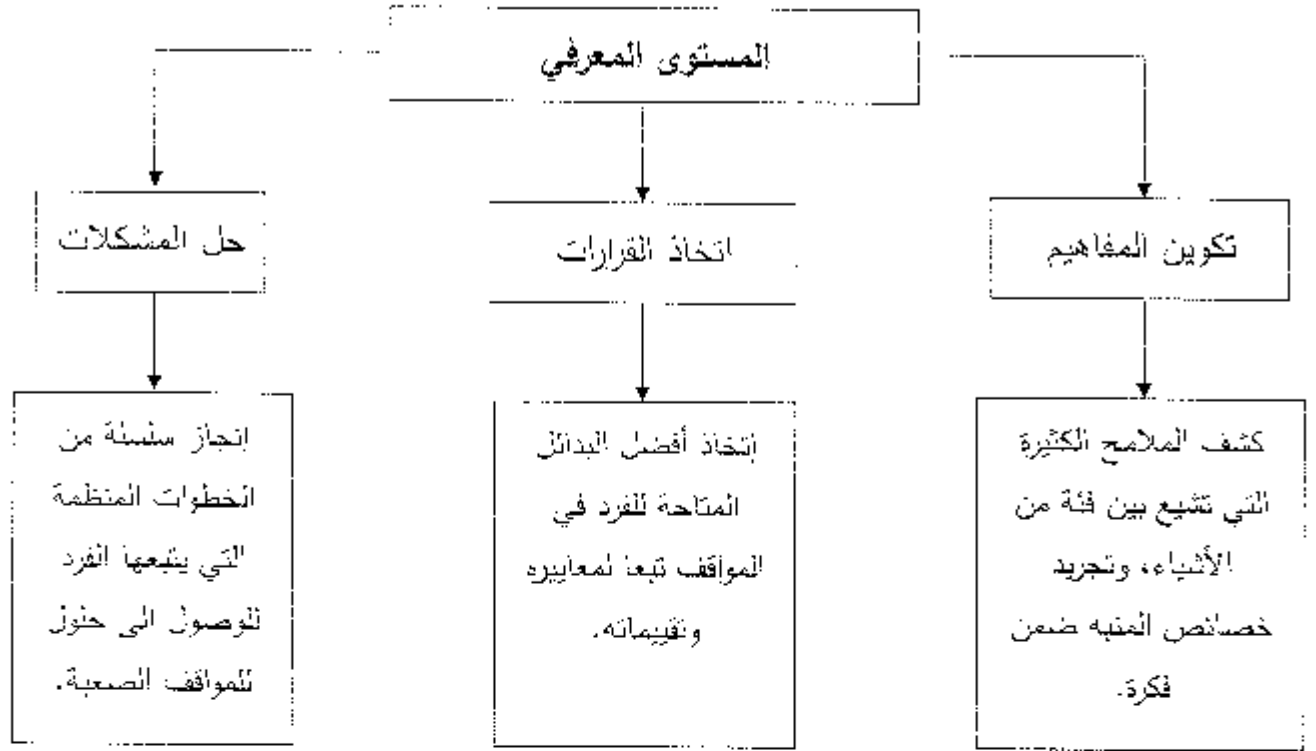 المستوى المعرفي
تكوين المفاهيم
اتخاذ القرارات
حل المشكلات
كشف الملامح الكثيرة
التي تشيع بين فئة من
الأشياء، وتجريد
خصائص المنبه ضمن
فكرة.
إتخاذ أفضل البدائل
المتاحة للفرد في
المواقف تبعا لمعاييره
وتقييماته.
إنجاز سلسلة من
الخطوات المنظمة
التي يتبعها الفرد
للوصول الى حلول
للمواقف الصعبة.